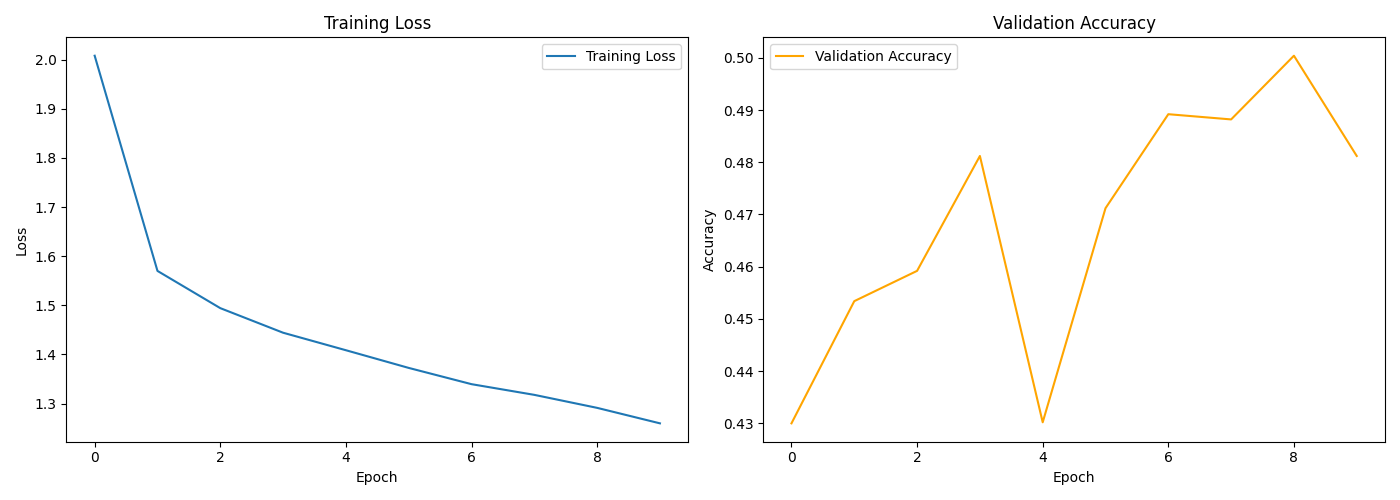 Training Loss
Training Loss
2.0
1.9
1.8
1.7
1.6
1.5
1.4
1.3
Loss
0 2 4 6 8
Epoch
Validation Accuracy
Validation Accuracy
0.50
0.49
0.48
0.47
0.46
0.45
0.44
0.43
Accuracy
0 2 4 6 8
Epoch